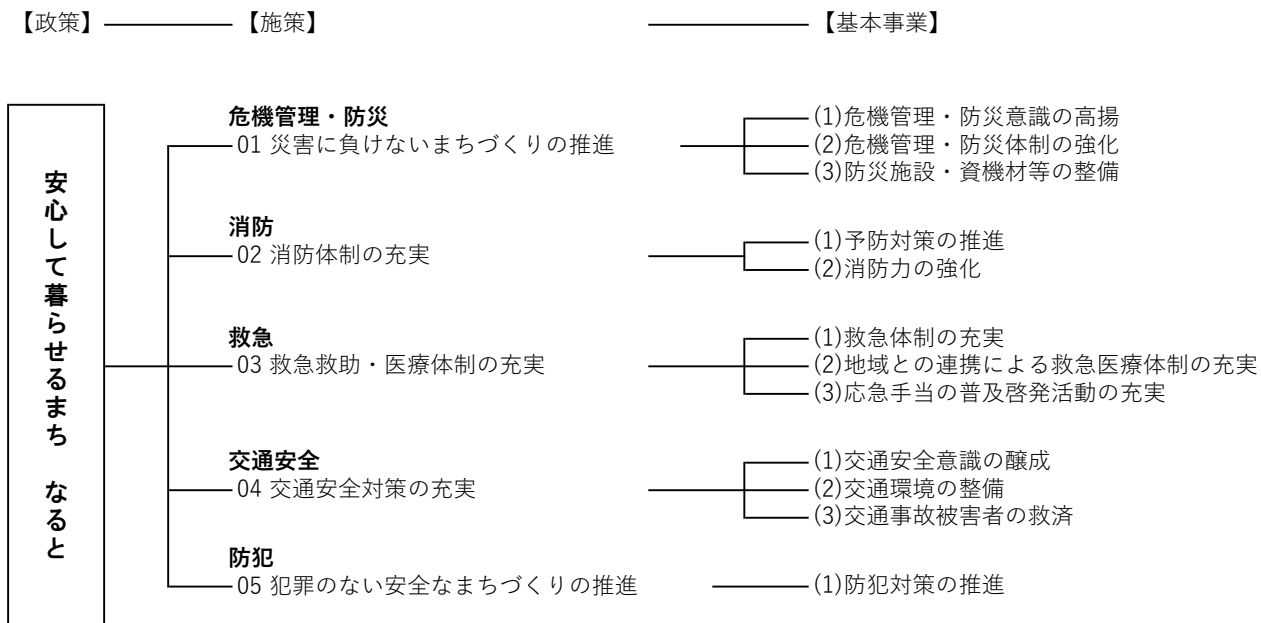 【政策】 【施策】 【基本事業】
安心して暮らせるまち なると
危機管理・防災
01 災害に負けないまちづくりの推進
(1)危機管理・防災意識の高揚
(2)危機管理・防災体制の強化
(3)防災施設・資機材等の整備
消防
02 消防体制の充実
(1)予防対策の推進
(2)消防力の強化
救急
03 救急救助・医療体制の充実
(1)救急体制の充実
(2)地域との連携による救急医療体制の充実
(3)応急手当の普及啓発活動の充実
交通安全
04 交通安全対策の充実
(1)交通安全意識の醸成
(2)交通環境の整備
(3)交通事故被害者の救済
防犯
05 犯罪のない安全なまちづくりの推進
(1)防犯対策の推進